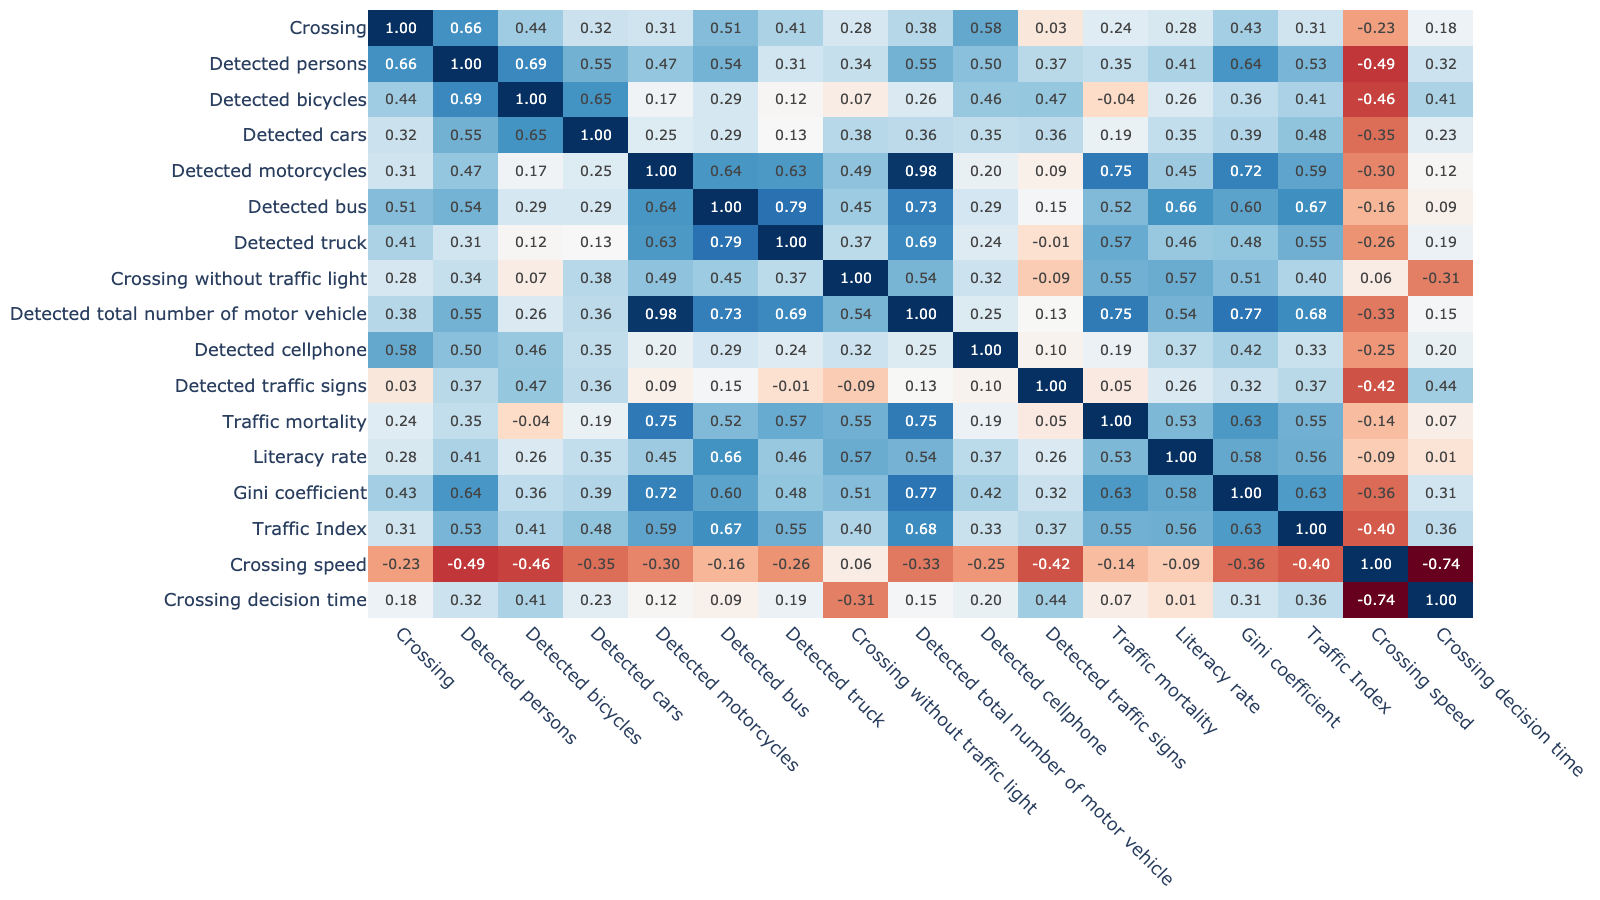 Crossing 1.00 0.66 0.44 0.32 0.31 0.51 0.41 0.28 0.38 0.58 0.03 0.24 0.28 0.43 0.31 -0.23 0.18
Detected persons 0.66 1.00 0.69 0.55 0.47 0.54 0.31 0.34 0.55 0.50 0.37 0.35 0.41 0.64 0.53 -0.49 0.32
Detected bicycles 0.44 0.69 1.00 0.65 0.17 0.29 0.12 0.07 0.26 0.46 0.47 -0.04 0.26 0.36 0.41 -0.46 0.41
Detected cars 0.32 0.55 0.65 1.00 0.25 0.29 0.13 0.38 0.36 0.35 0.36 0.19 0.35 0.39 0.48 -0.35 0.23
Detected motorcycles 0.31 0.47 0.17 0.25 1.00 0.64 0.63 0.49 0.98 0.20 0.09 0.75 0.45 0.72 0.59 -0.30 0.12
Detected bus 0.51 0.54 0.29 0.29 0.64 1.00 0.79 0.45 0.73 0.29 0.15 0.52 0.66 0.60 0.67 -0.16 0.09
Detected truck 0.41 0.31 0.12 0.13 0.63 0.79 1.00 0.37 0.69 0.24 -0.01 0.57 0.46 0.48 0.55 -0.26 0.19
Crossing without traffic light 0.28 0.34 0.07 0.38 0.49 0.45 0.37 1.00 0.54 0.32 -0.09 0.55 0.57 0.51 0.40 0.06 -0.31
Detected total number of motor vehicle 0.38 0.55 0.26 0.36 0.98 0.73 0.69 0.54 1.00 0.25 0.13 0.75 0.54 0.77 0.68 -0.33 0.15
Detected cellphone 0.58 0.50 0.46 0.35 0.20 0.29 0.24 0.32 0.25 1.00 0.10 0.19 0.37 0.42 0.33 -0.25 0.20
Detected traffic signs 0.03 0.37 0.47 0.36 0.09 0.15 -0.01 -0.09 0.13 0.10 1.00 0.05 0.26 0.32 0.37 -0.42 0.44
Traffic mortality 0.24 0.35 -0.04 0.19 0.75 0.52 0.57 0.55 0.75 0.19 0.05 1.00 0.53 0.63 0.55 -0.14 0.07
Literacy rate 0.28 0.41 0.26 0.35 0.45 0.66 0.46 0.57 0.54 0.37 0.26 0.53 1.00 0.58 0.56 -0.09 0.01
Gini coefficient 0.43 0.64 0.36 0.39 0.72 0.60 0.48 0.51 0.77 0.42 0.32 0.63 0.58 1.00 0.63 -0.36 0.31
Traffic Index 0.31 0.53 0.41 0.48 0.59 0.67 0.55 0.40 0.68 0.33 0.37 0.55 0.56 0.63 1.00 -0.40 0.36
Crossing speed -0.23 -0.49 -0.46 -0.35 -0.30 -0.16 -0.26 0.06 -0.33 -0.25 -0.42 -0.14 -0.09 -0.36 -0.40 1.00 -0.74
Crossing decision time 0.18 0.32 0.41 0.23 0.12 0.09 0.19 -0.31 0.15 0.20 0.44 0.07 0.01 0.31 0.36 -0.74 1.00
Crossing
Detected persons
Detected bicycles
Detected cars
Detected motorcycles
Detected bus
Detected truck
Crossing without traffic light
Detected total number of motor vehicle
Detected cellphone
Detected traffic signs
Traffic mortality
Literacy rate
Gini coefficient
Traffic Index
Crossing speed
Crossing decision time